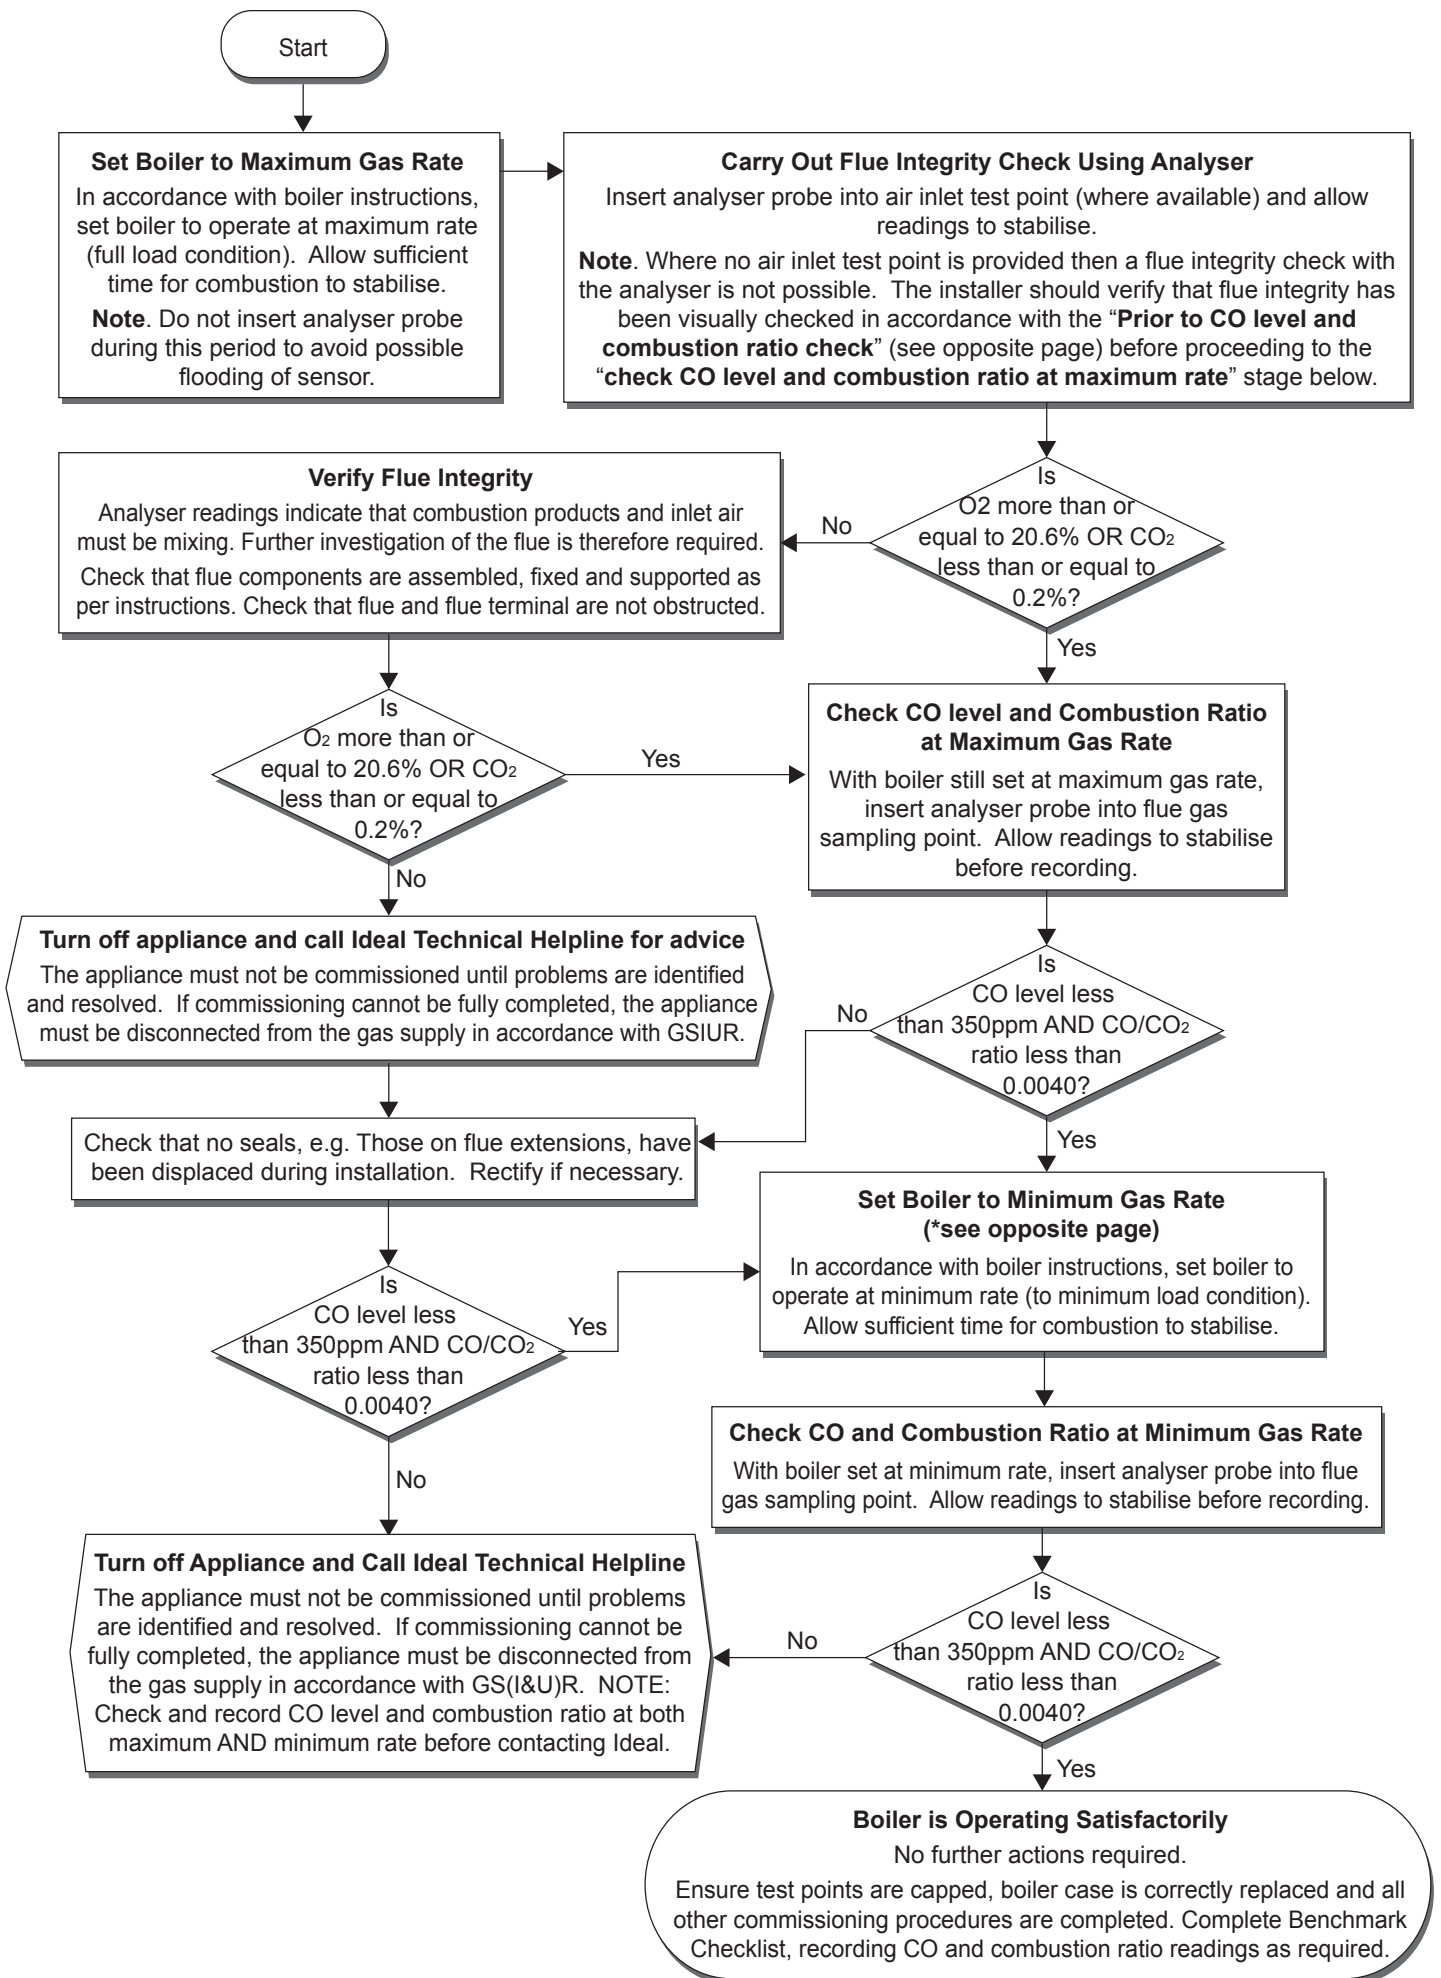 Start
Set Boiler to Maximum Gas Rate
In accordance with boiler instructions,
set boiler to operate at maximum rate
(full load condition).  Allow sufficient
time for combustion to stabilise.
Note. Do not insert analyser probe
during this period to avoid possible
flooding of sensor.
Carry Out Flue Integrity Check Using Analyser
Insert analyser probe into air inlet test point (where available) and allow
readings to stabilise.
Note. Where no air inlet test point is provided then a flue integrity check with
the analyser is not possible.  The installer should verify that flue integrity has
been visually checked in accordance with the “Prior to CO level and
combustion ratio check” (see opposite page) before proceeding to the
“check CO level and combustion ratio at maximum rate” stage below.
Is
O2 more than or
equal to 20.6% OR CO2
less than or equal to
0.2%?
No
Yes
Verify Flue Integrity
Analyser readings indicate that combustion products and inlet air
must be mixing. Further investigation of the flue is therefore required.
Check that flue components are assembled, fixed and supported as
per instructions. Check that flue and flue terminal are not obstructed.
Is
O2 more than or
equal to 20.6% OR CO2
less than or equal to
0.2%?
Yes
No
Check CO level and Combustion Ratio
at Maximum Gas Rate
With boiler still set at maximum gas rate,
insert analyser probe into flue gas
sampling point.  Allow readings to stabilise
before recording.
Turn off appliance and call Ideal Technical Helpline for advice
The appliance must not be commissioned until problems are identified
and resolved.  If commissioning cannot be fully completed, the appliance
must be disconnected from the gas supply in accordance with GSIUR.
Is
CO level less
than 350ppm AND CO/CO2
ratio less than
0.0040?
No
Yes
Check that no seals, e.g. Those on flue extensions, have
been displaced during installation.  Rectify if necessary.
Set Boiler to Minimum Gas Rate
(*see opposite page)
In accordance with boiler instructions, set boiler to
operate at minimum rate (to minimum load condition).
Allow sufficient time for combustion to stabilise.
Is
CO level less
than 350ppm AND CO/CO2
ratio less than
0.0040?
Yes
No
Check CO and Combustion Ratio at Minimum Gas Rate
With boiler set at minimum rate, insert analyser probe into flue
gas sampling point.  Allow readings to stabilise before recording.
Turn off Appliance and Call Ideal Technical Helpline
The appliance must not be commissioned until problems
are identified and resolved.  If commissioning cannot be
fully completed, the appliance must be disconnected from
the gas supply in accordance with GS(I&U)R.  NOTE:
Check and record CO level and combustion ratio at both
maximum AND minimum rate before contacting Ideal.
Is
CO level less
than 350ppm AND CO/CO2
ratio less than
0.0040?
No
Yes
Boiler is Operating Satisfactorily
No further actions required.
Ensure test points are capped, boiler case is correctly replaced and all
other commissioning procedures are completed. Complete Benchmark
Checklist, recording CO and combustion ratio readings as required.